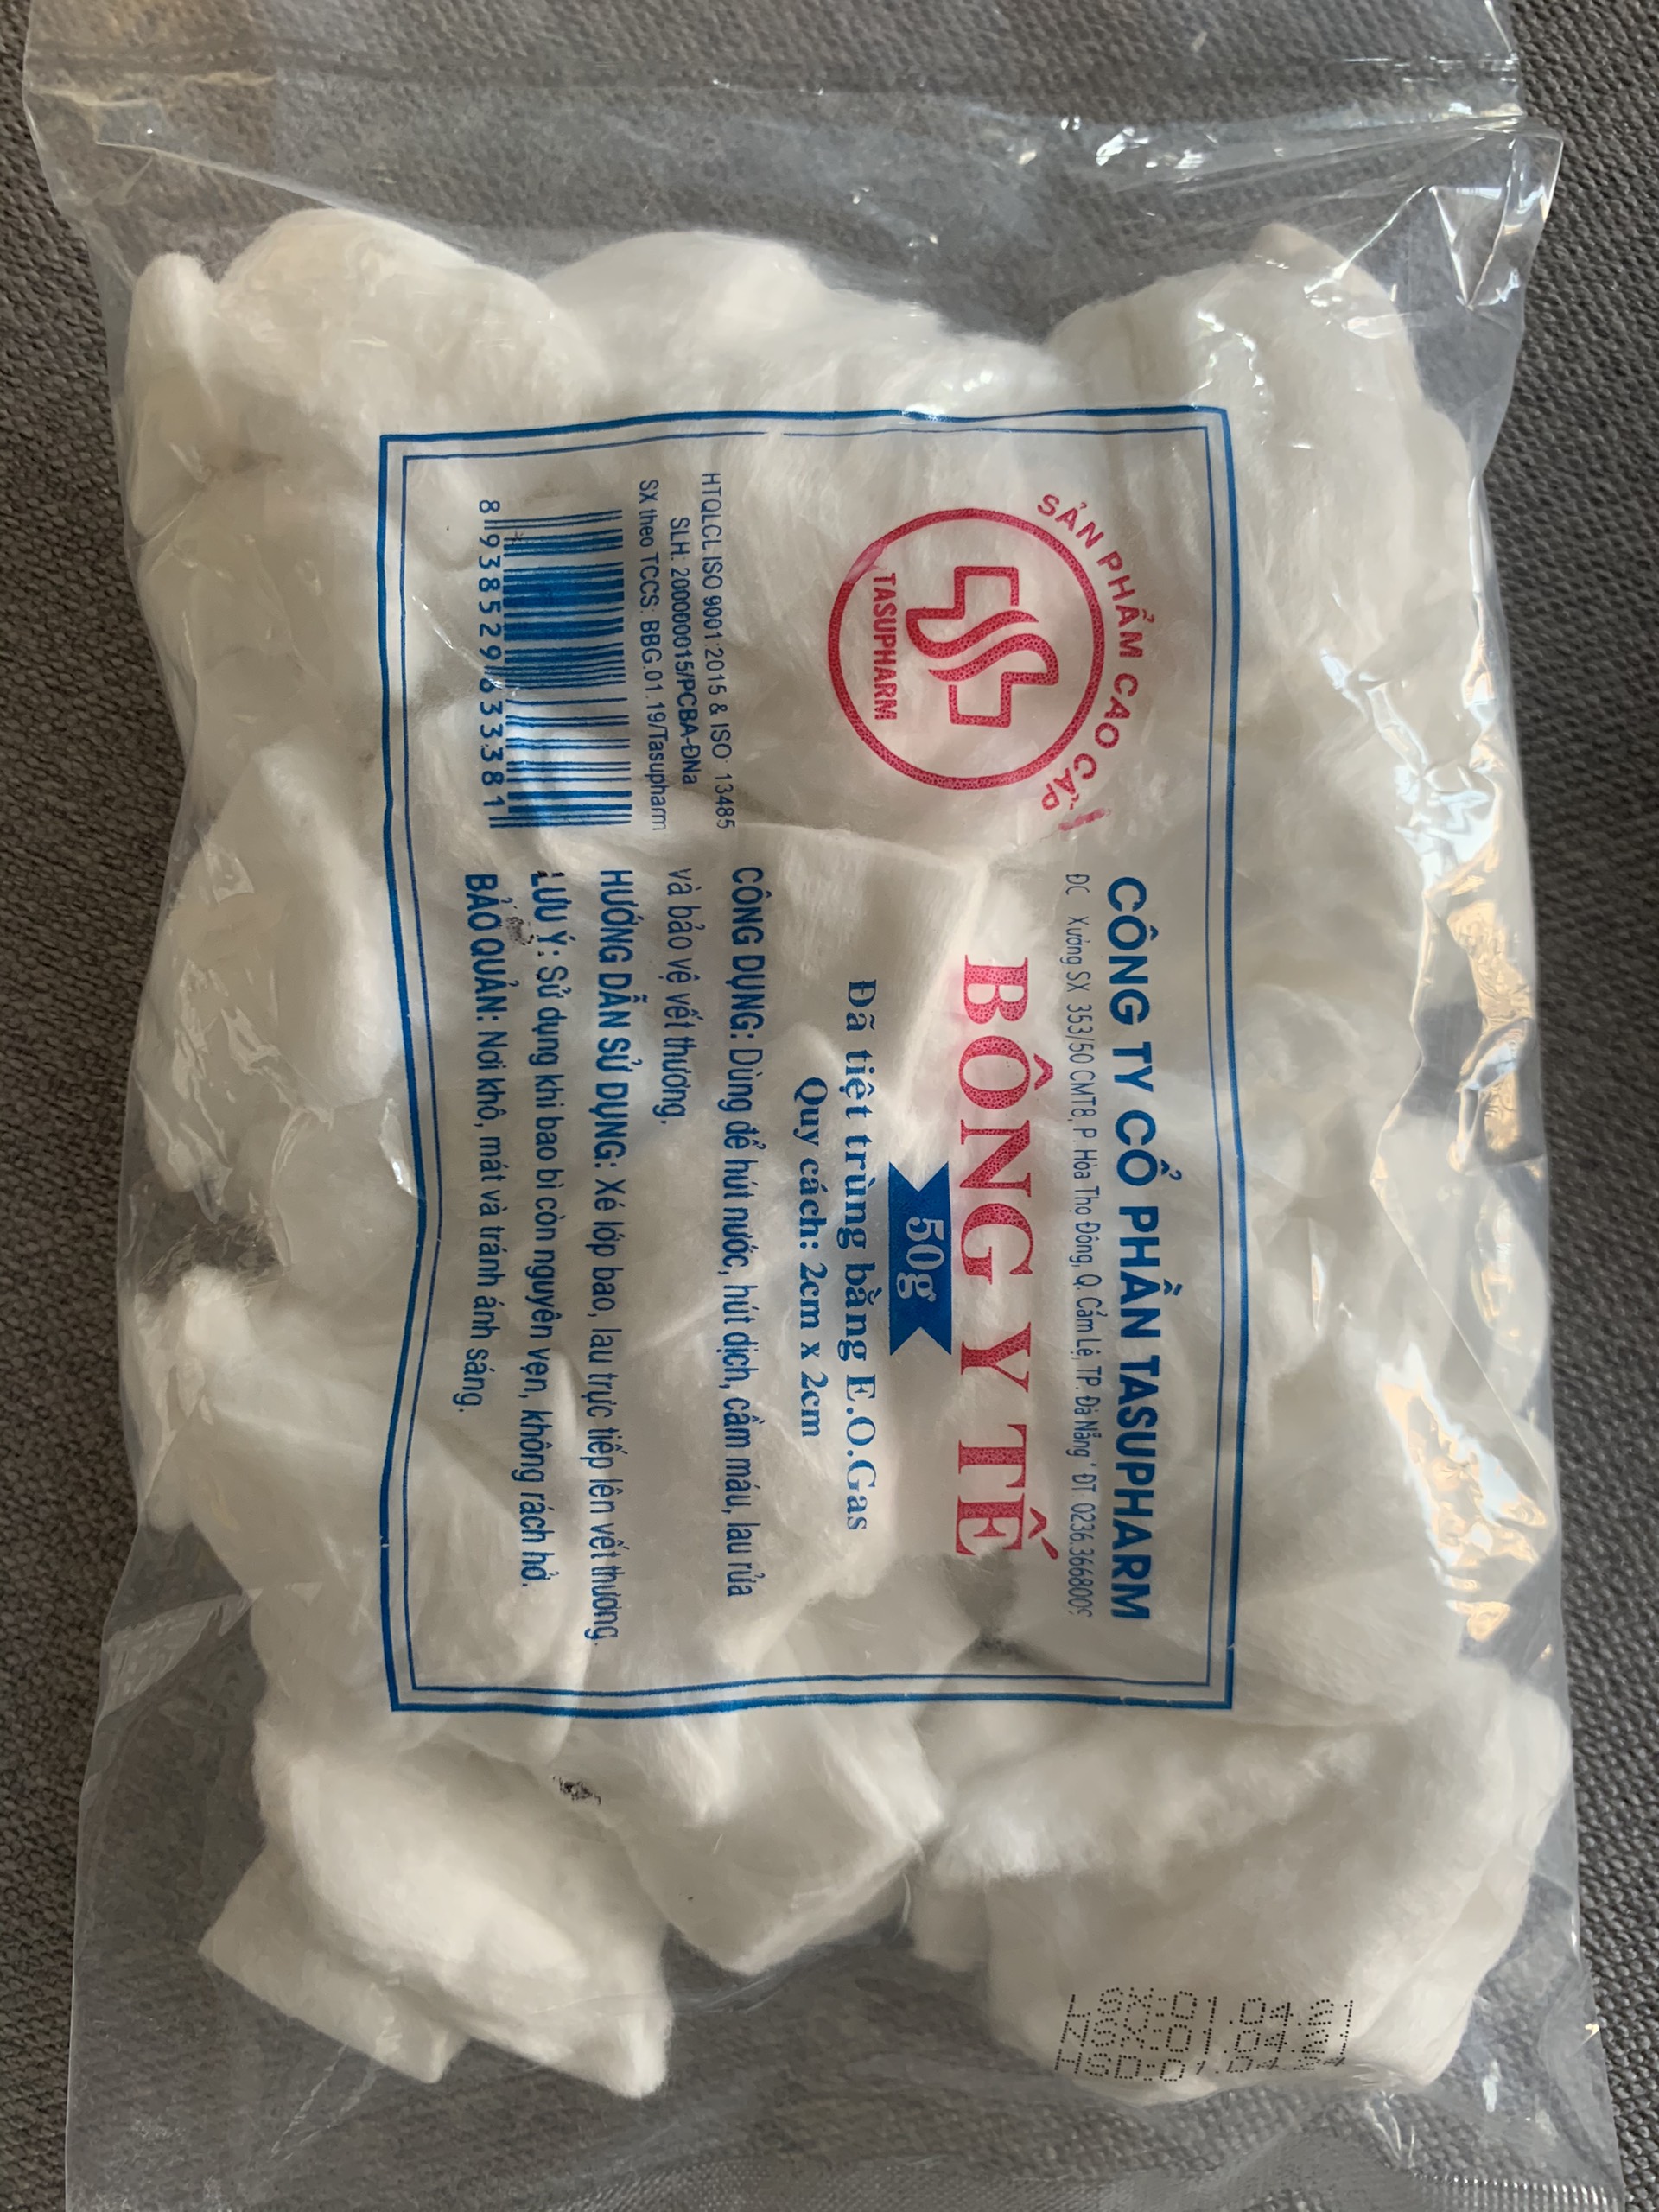 SẢN PHẨM CAO CẤP
TASUPHARM
HTQLCL ISO 9001:2015 & ISO 13485
SLH: 200000015/PCBA-ĐNa
SX theo TCCS: BBG.01.19/Tasupharm
8 938529 633381
CÔNG TY CỔ PHẦN TASUPHARM
ĐC Xưởng SX 353/50 CMT8, P. Hòa Thọ Đông, Q. Cẩm Lệ, TP. Đà Nẵng * ĐT 0236.3668009
BÔNG Y TẾ
50g
Đã tiệt trùng bằng E.O.Gas
Quy cách: 2cm x 2cm
CÔNG DỤNG: Dùng để hút nước, hút dịch, cầm máu, lau rửa
và bảo vệ vết thương.
HƯỚNG DẪN SỬ DỤNG: Xé lớp bao, lau trực tiếp lên vết thương.
LƯU Ý: Sử dụng khi bao bì còn nguyên vẹn, không rách hở.
BẢO QUẢN: Nơi khô, mát và tránh ánh sáng.
LSX:01.04.21
NSX:01.04.21
HSD:01.04.24